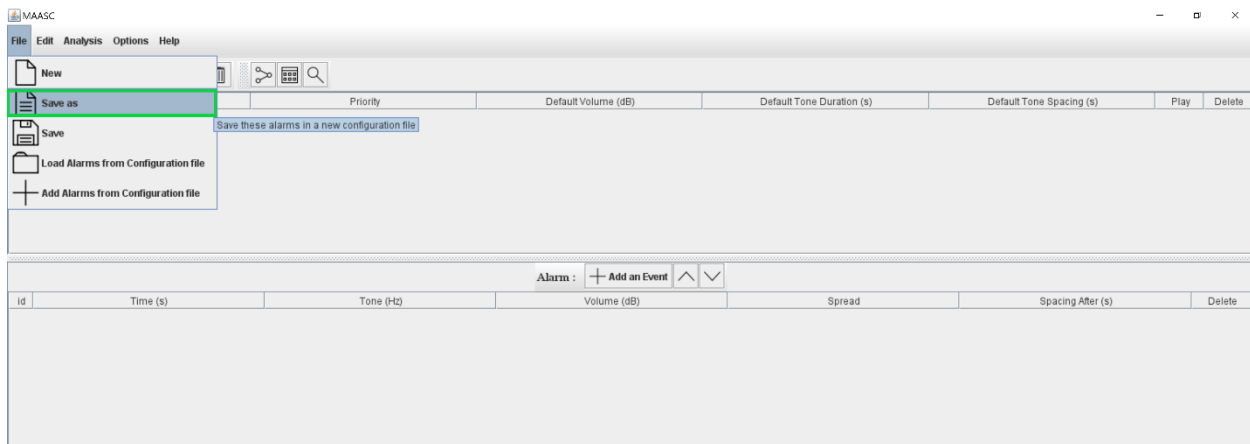 MAASC
File Edit Analysis Options Help
New
Save as
Priority Default Volume (dB) Default Tone Duration (s) Default Tone Spacing (s) Play Delete
Save these alarms in a new configuration file
Save
Load Alarms from Configuration file
Add Alarms from Configuration file
Alarm : Add an Event
id Time (s) Tone (Hz) Volume (dB) Spread Spacing After (s) Delete